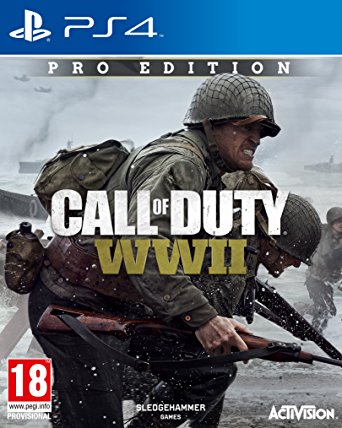 PS4
PRO EDITION
CALL OF DUTY
WWII
18
www.pegi.info
PROVISIONAL
SLEDGEHAMMER
GAMES
ACTIVISION